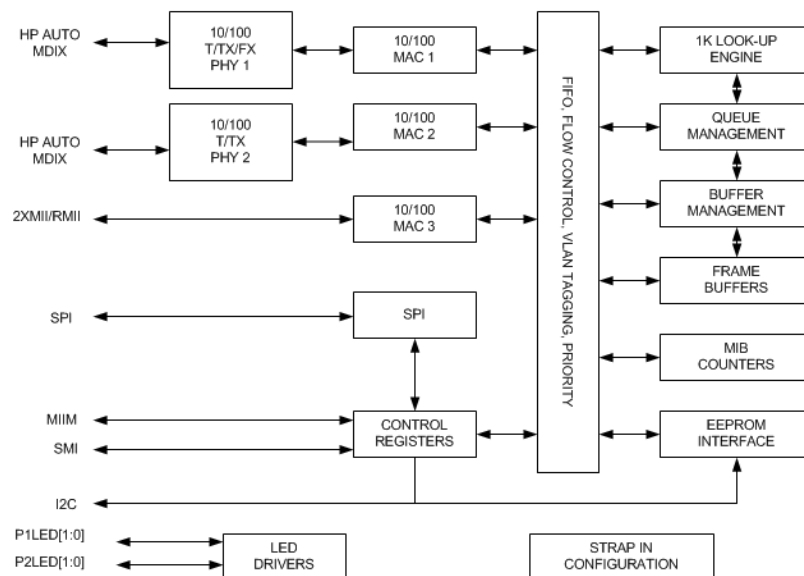 HP AUTO
MDIX
10/100
T/TX/FX
PHY 1
10/100
MAC 1
1K LOOK-UP
ENGINE
HP AUTO
MDIX
10/100
T/TX
PHY 2
10/100
MAC 2
QUEUE
MANAGEMENT
2XMII/RMII
10/100
MAC 3
FIFO, FLOW CONTROL, VLAN TAGGING, PRIORITY
BUFFER
MANAGEMENT
FRAME
BUFFERS
SPI
SPI
MIB
COUNTERS
MIIM
SMI
CONTROL
REGISTERS
EEPROM
INTERFACE
I2C
P1LED[1:0]
P2LED[1:0]
LED
DRIVERS
STRAP IN
CONFIGURATION